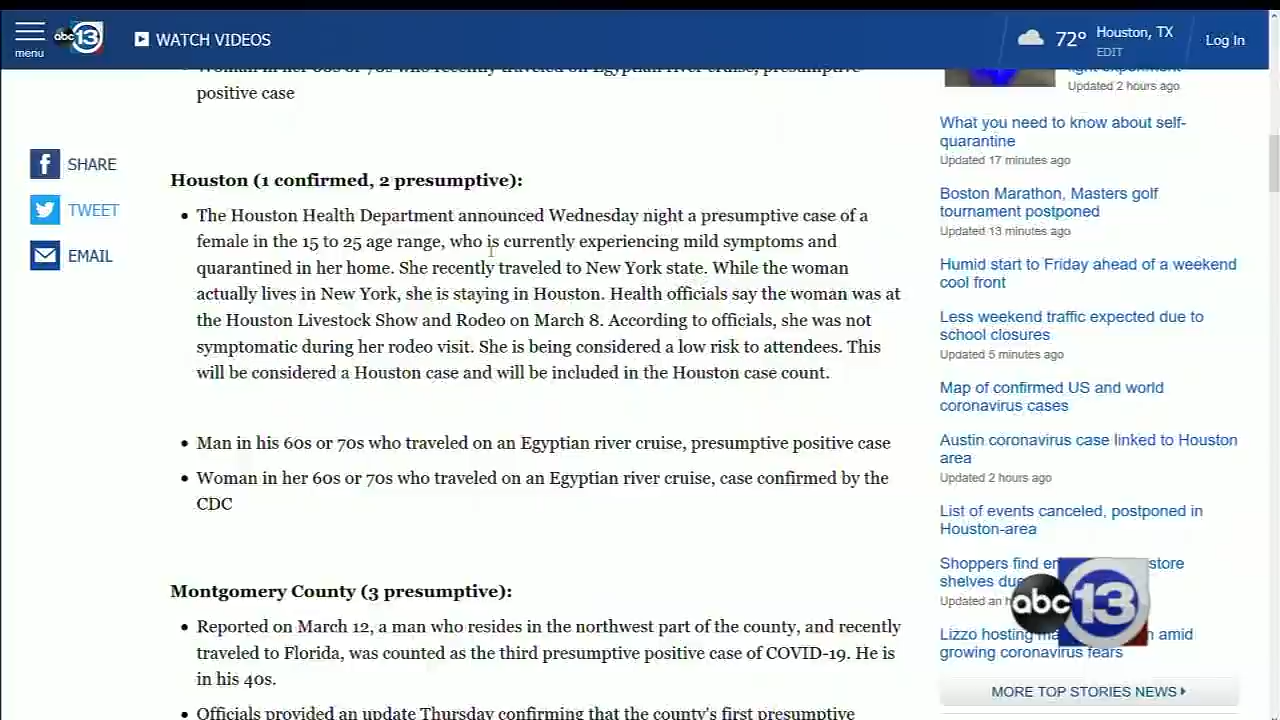 menu
abc 13
WATCH VIDEOS
72°
Houston, TX
EDIT
Log In
positive case
SHARE
TWEET
EMAIL
Houston (1 confirmed, 2 presumptive):
• The Houston Health Department announced Wednesday night a presumptive case of a
female in the 15 to 25 age range, who is currently experiencing mild symptoms and
quarantined in her home. She recently traveled to New York state. While the woman
actually lives in New York, she is staying in Houston. Health officials say the woman was at
the Houston Livestock Show and Rodeo on March 8. According to officials, she was not
symptomatic during her rodeo visit. She is being considered a low risk to attendees. This
will be considered a Houston case and will be included in the Houston case count.
• Man in his 60s or 70s who traveled on an Egyptian river cruise, presumptive positive case
• Woman in her 60s or 70s who traveled on an Egyptian river cruise, case confirmed by the
CDC
Montgomery County (3 presumptive):
• Reported on March 12, a man who resides in the northwest part of the county, and recently
traveled to Florida, was counted as the third presumptive positive case of COVID-19. He is
in his 40s.
• Officials provided an update Thursday confirming that the county's first presumptive
Updated 2 hours ago
What you need to know about self-
quarantine
Updated 17 minutes ago
Boston Marathon, Masters golf
tournament postponed
Updated 13 minutes ago
Humid start to Friday ahead of a weekend
cool front
Less weekend traffic expected due to
school closures
Updated 5 minutes ago
Map of confirmed US and world
coronavirus cases
Austin coronavirus case linked to Houston
area
Updated 2 hours ago
List of events canceled, postponed in
Houston-area
Shoppers find store
shelves
Updated
Lizzo hosting amid
growing coronavirus fears
MORE TOP STORIES NEWS
abc 13